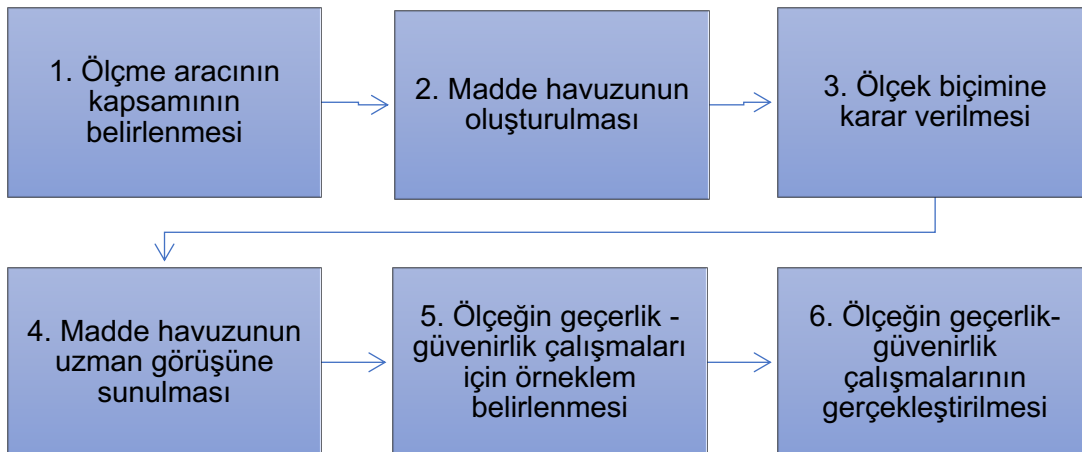 1. Ölçme aracının
kapsamının
belirlenmesi
2. Madde havuzunun
oluşturulması
3. Ölçek biçimine
karar verilmesi
4. Madde havuzunun
uzman görüşüne
sunulması
5. Ölçeğin geçerlik -
güvenirlik çalışmaları
için örneklem
belirlenmesi
6. Ölçeğin geçerlik-
güvenirlik
çalışmalarının
gerçekleştirilmesi